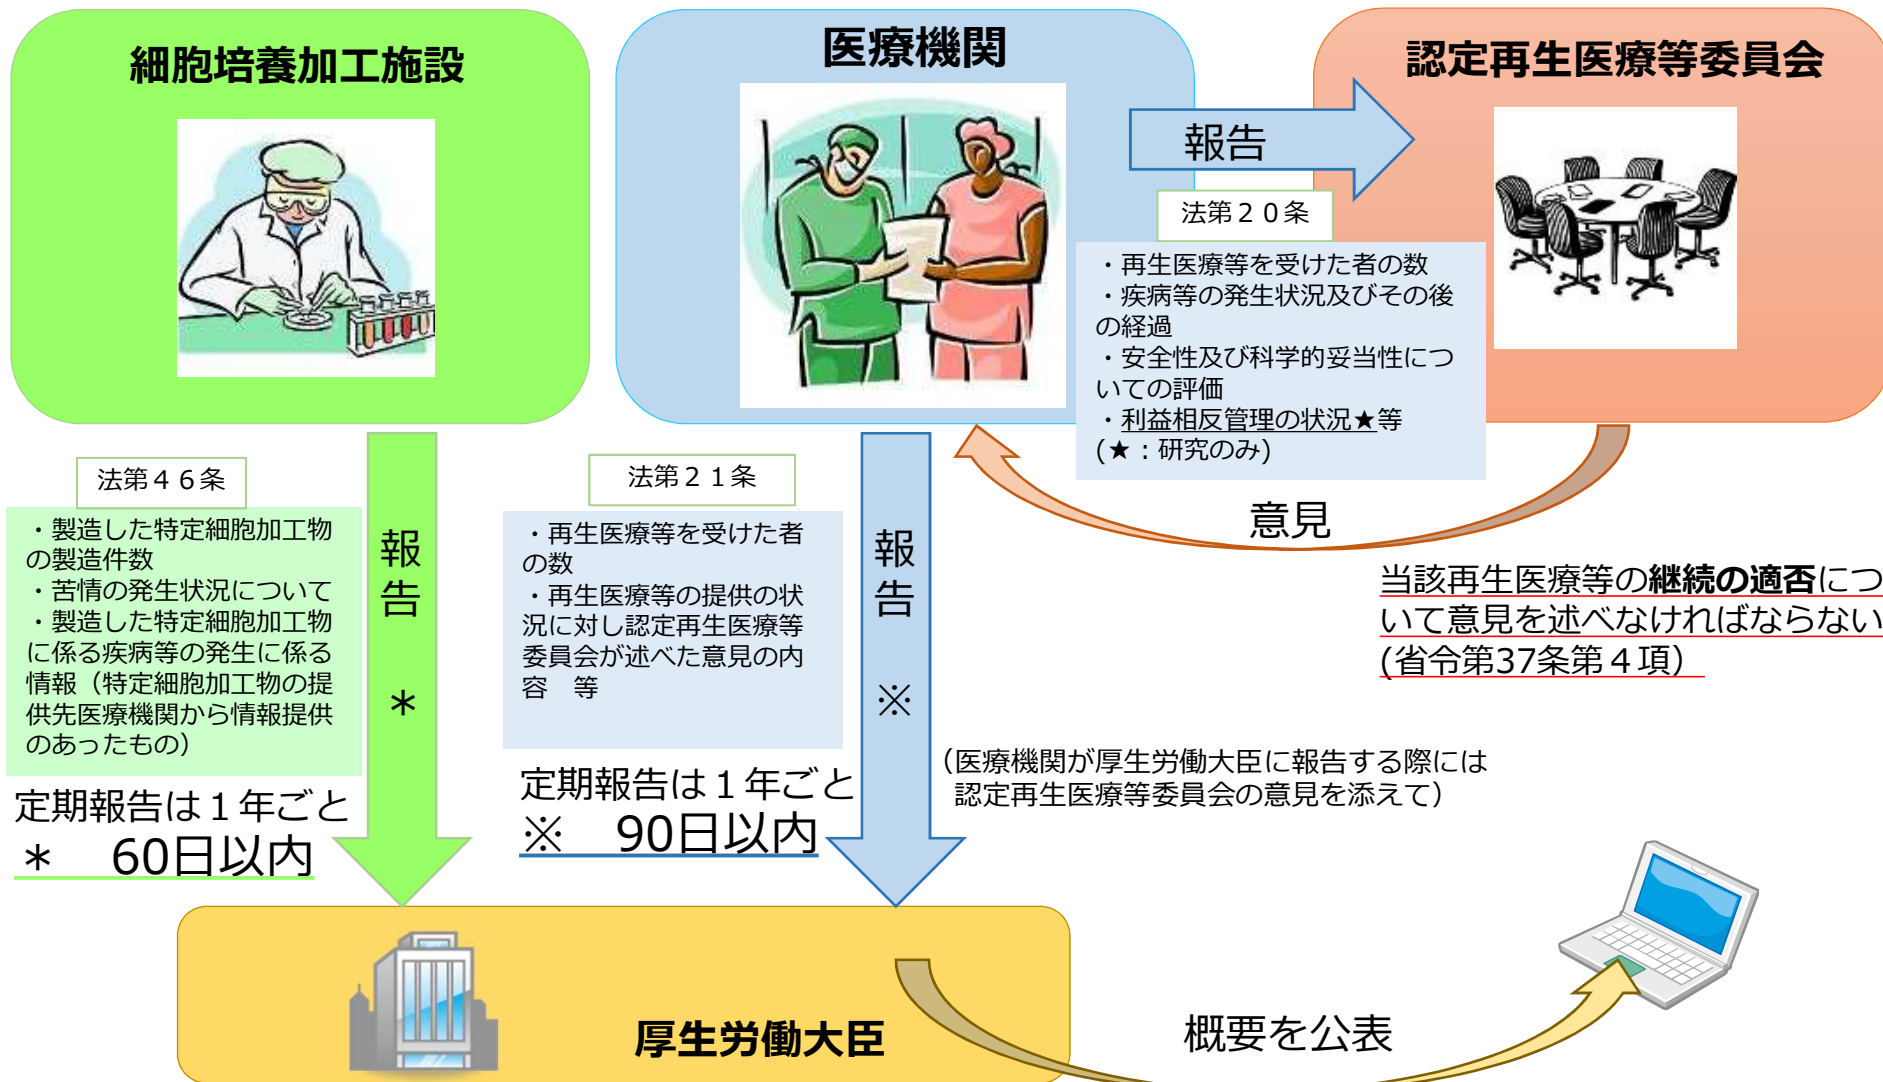 細胞培養加工施設
医療機関
認定再生医療等委員会
報告
法第２０条
・再生医療等を受けた者の数
・疾病等の発生状況及びその後
の経過
・安全性及び科学的妥当性につ
いての評価
・利益相反管理の状況★等
(★：研究のみ)
法第４６条
・製造した特定細胞加工物
の製造件数
・苦情の発生状況について
・製造した特定細胞加工物
に係る疾病等の発生に係る
情報（特定細胞加工物の提
供先医療機関から情報提供
のあったもの）
報告 ＊
定期報告は１年ごと
＊　60日以内
法第２１条
・再生医療等を受けた者
の数
・再生医療等の提供の状
況に対し認定再生医療等
委員会が述べた意見の内
容　等
報告 ※
定期報告は１年ごと
※　90日以内
意見
当該再生医療等の継続の適否につ
いて意見を述べなければならない
(省令第37条第４項）
（医療機関が厚生労働大臣に報告する際には
認定再生医療等委員会の意見を添えて）
厚生労働大臣
概要を公表